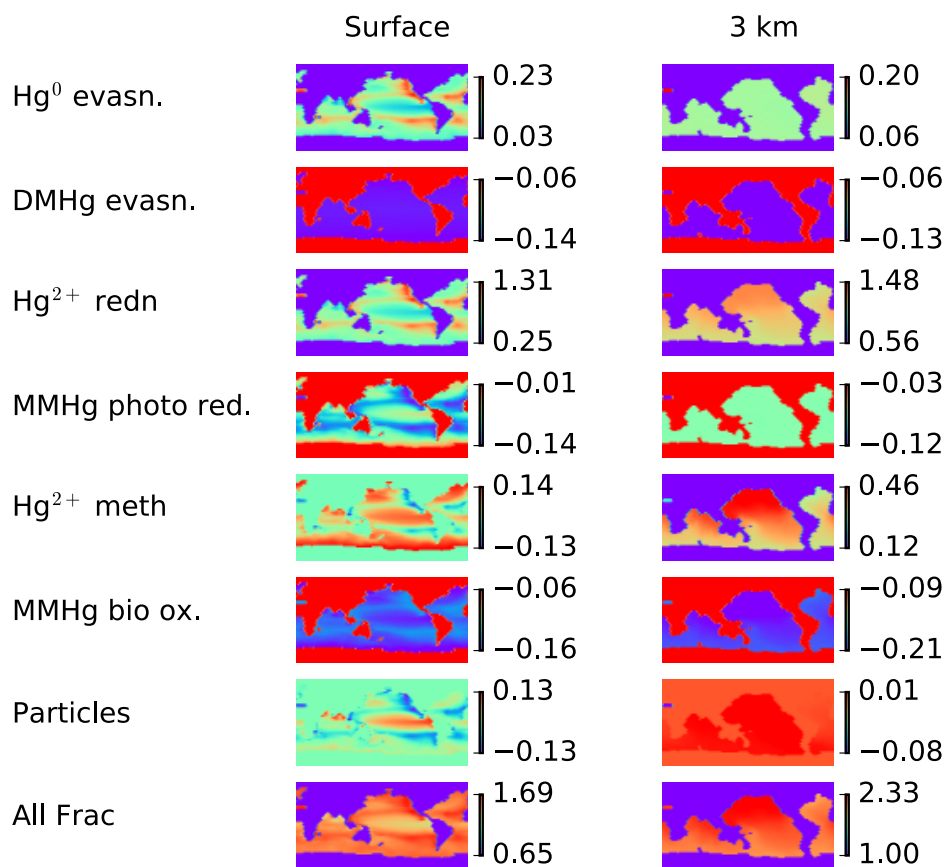 Surface 3 km
Hg⁰ evasn. 0.23 0.03 0.20 0.06
DMHg evasn. −0.06 −0.14 −0.06 −0.13
Hg²⁺ redn 1.31 0.25 1.48 0.56
MMHg photo red. −0.01 −0.14 −0.03 −0.12
Hg²⁺ meth 0.14 −0.13 0.46 0.12
MMHg bio ox. −0.06 −0.16 −0.09 −0.21
Particles 0.13 −0.13 0.01 −0.08
All Frac 1.69 0.65 2.33 1.00